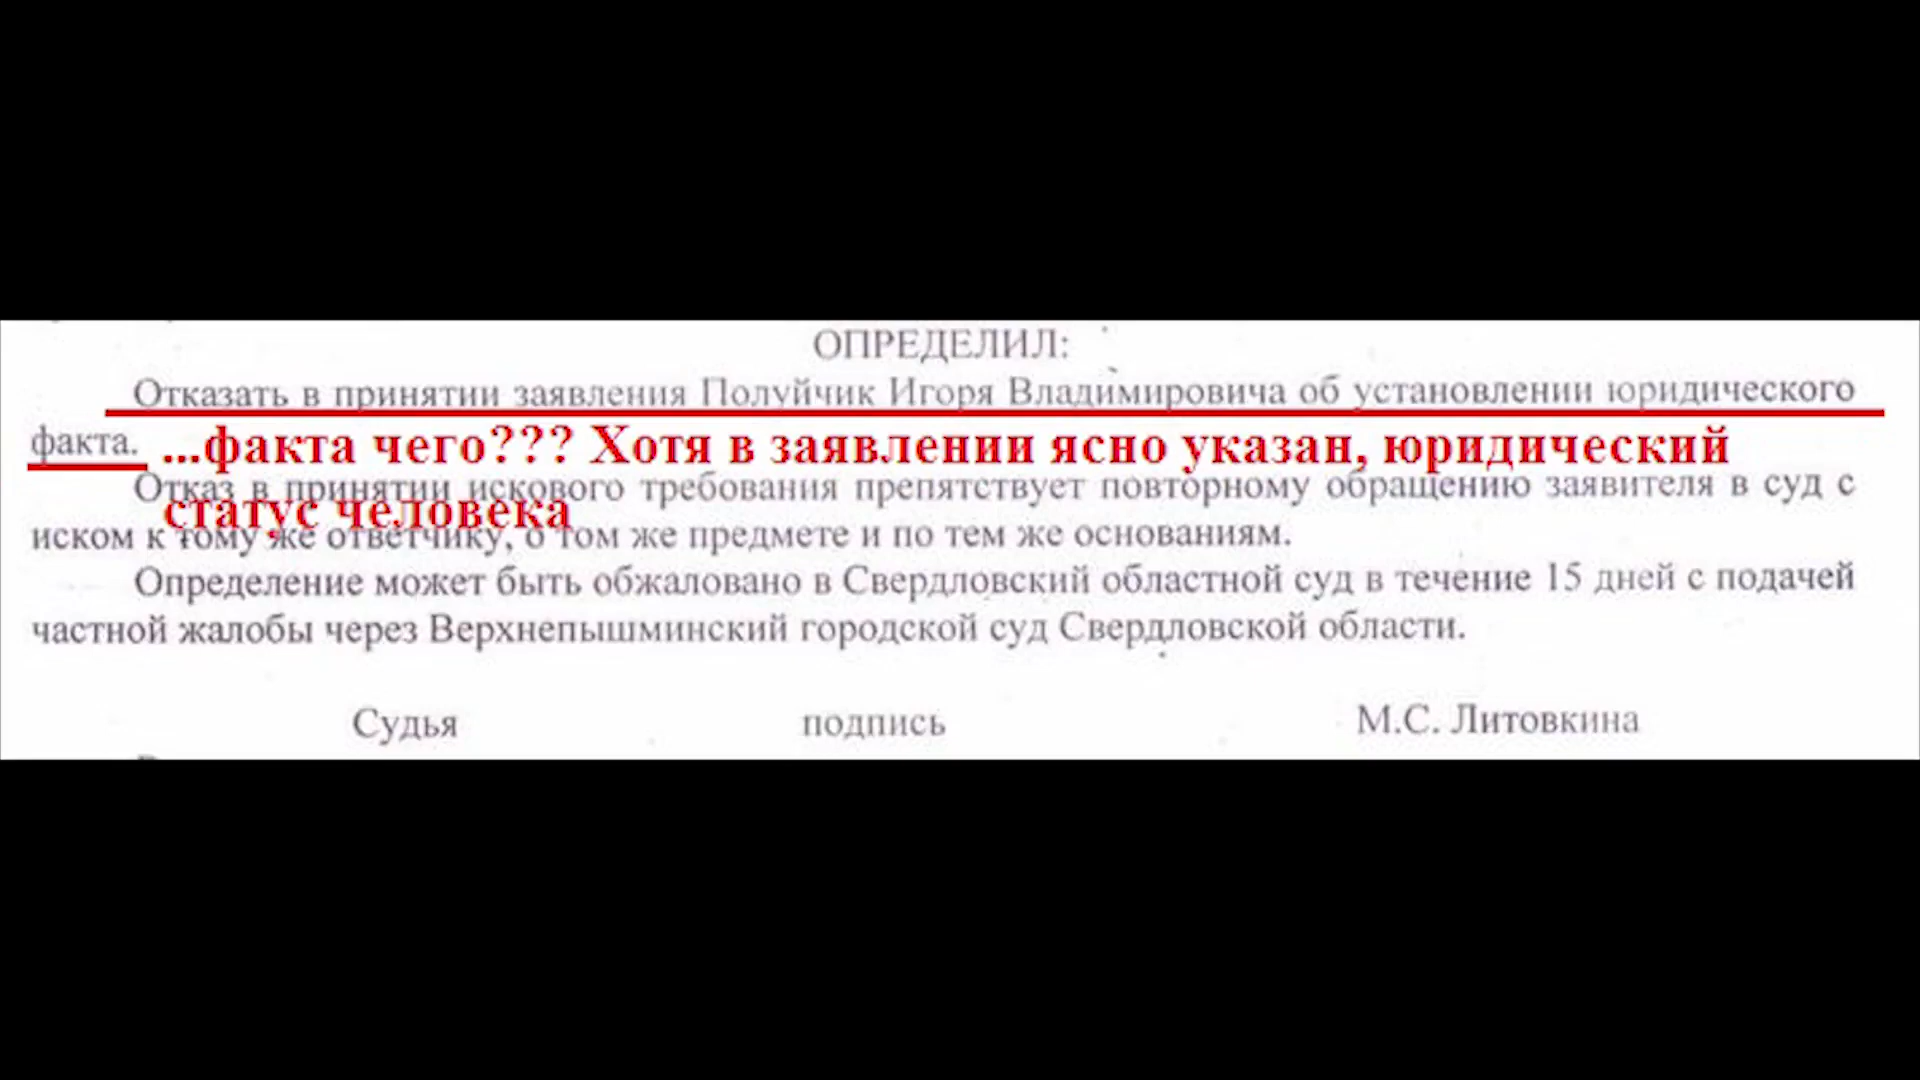 ОПРЕДЕЛИЛ:
Отказать в принятии заявления Полуйчик Игоря Владимировича об установлении юридического
факта.
...факта чего??? Хотя в заявлении ясно указан, юридический
статус человека
Отказ в принятии искового требования препятствует повторному обращению заявителя в суд с
иском к тому же ответчику, о том же предмете и по тем же основаниям.
Определение может быть обжаловано в Свердловский областной суд в течение 15 дней с подачей
частной жалобы через Верхнепышминский городской суд Свердловской области.
Судья подпись М.С. Литовкина